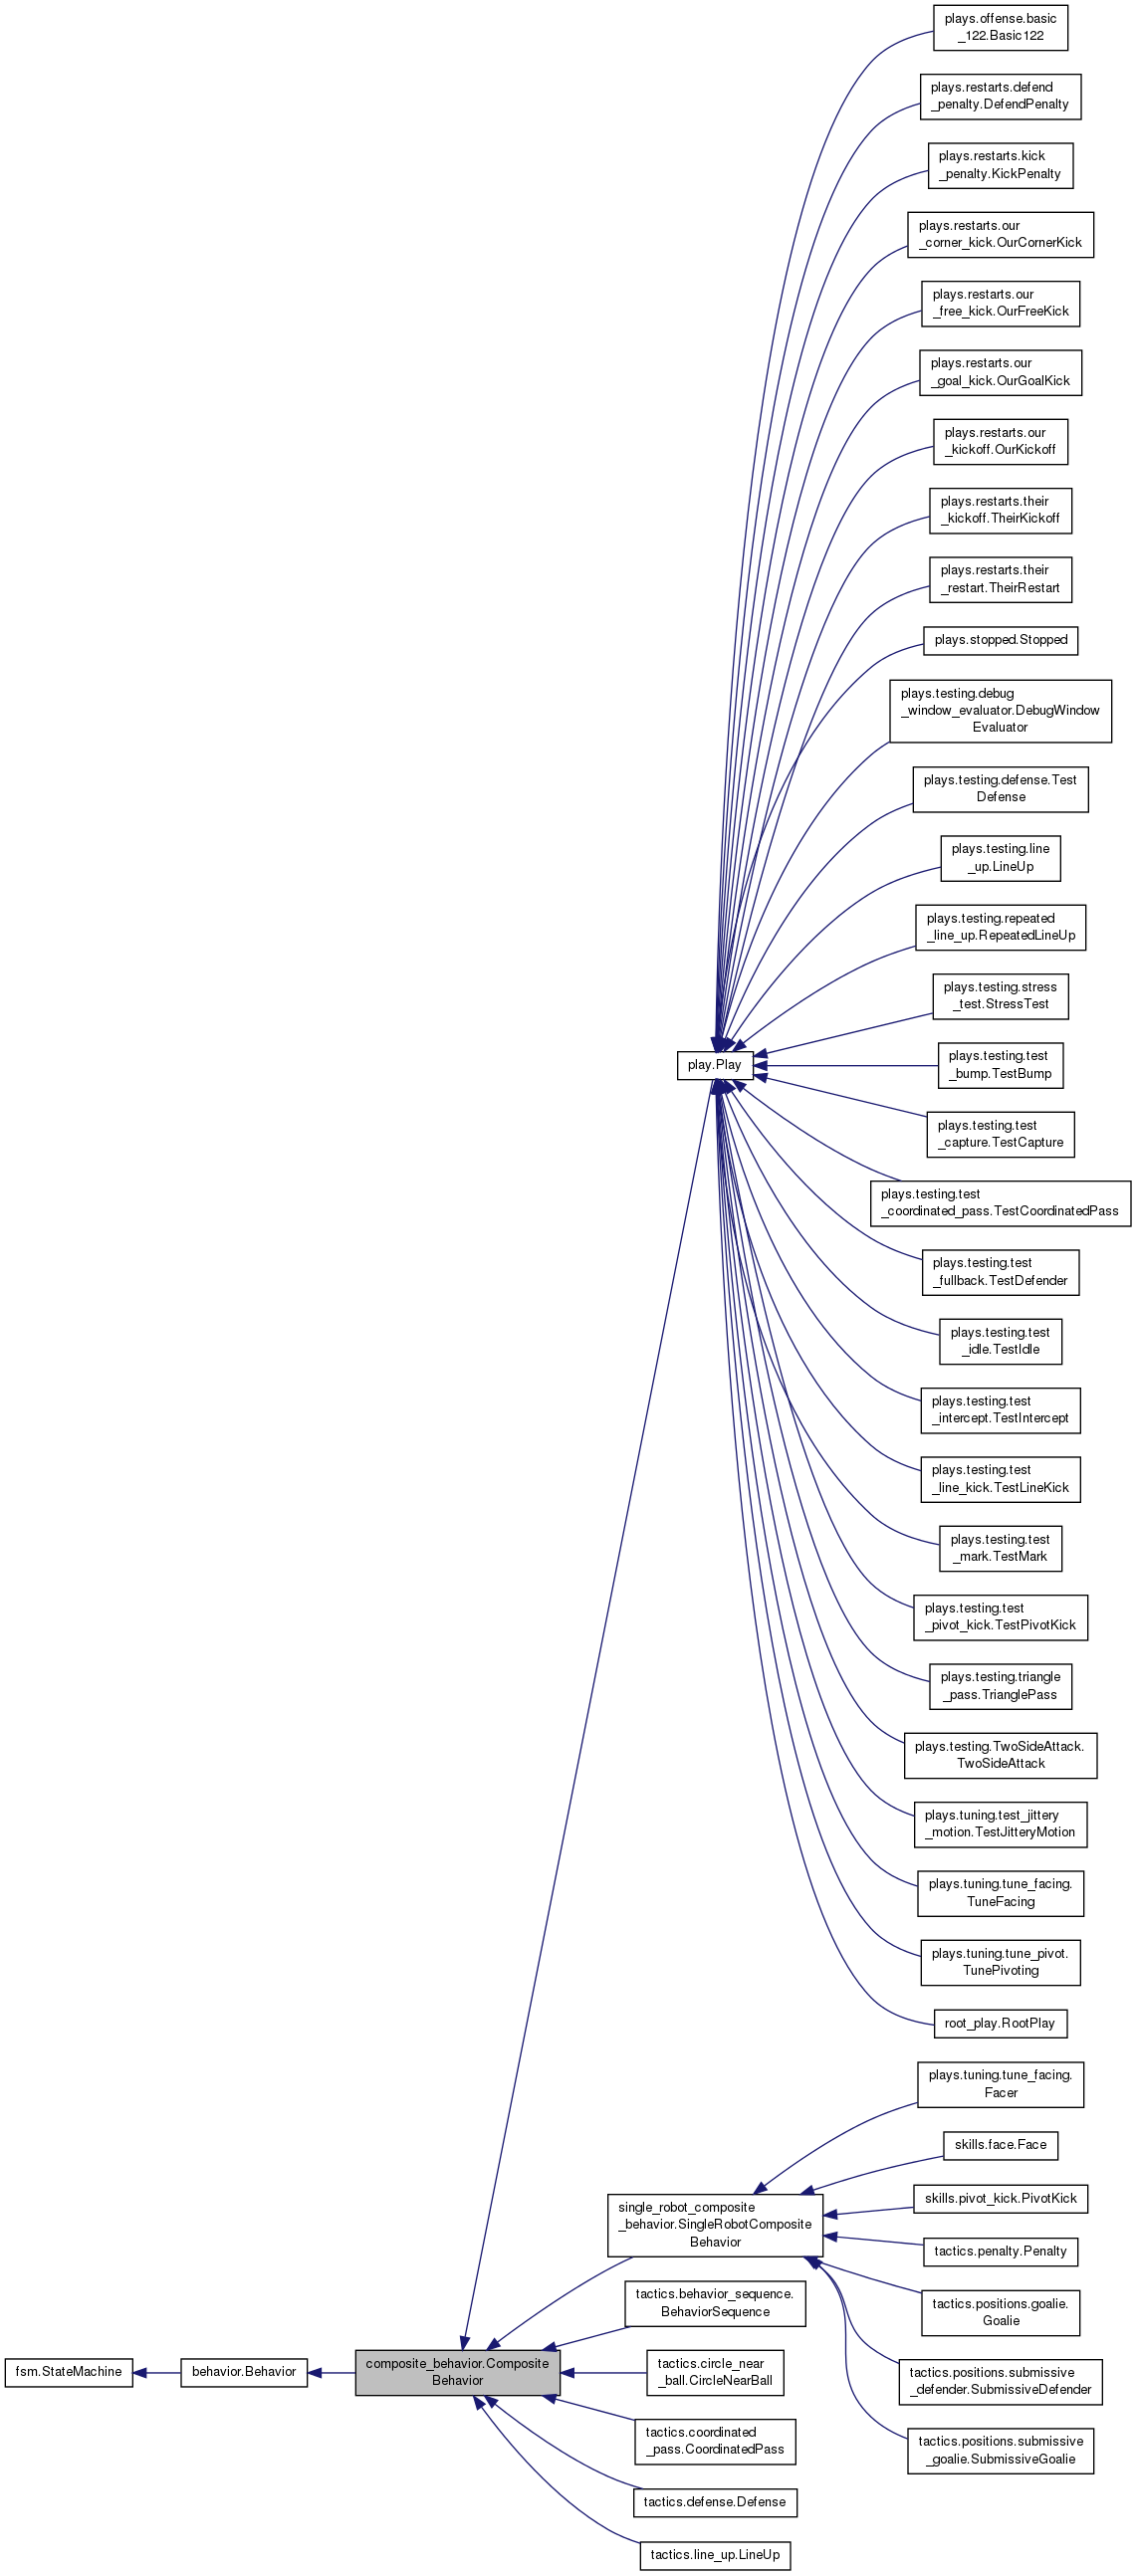 plays.offense.basic
_122.Basic122
plays.restarts.defend
_penalty.DefendPenalty
plays.restarts.kick
_penalty.KickPenalty
plays.restarts.our
_corner_kick.OurCornerKick
plays.restarts.our
_free_kick.OurFreeKick
plays.restarts.our
_goal_kick.OurGoalKick
plays.restarts.our
_kickoff.OurKickoff
plays.restarts.their
_kickoff.TheirKickoff
plays.restarts.their
_restart.TheirRestart
plays.stopped.Stopped
plays.testing.debug
_window_evaluator.DebugWindow
Evaluator
plays.testing.defense.Test
Defense
plays.testing.line
_up.LineUp
plays.testing.repeated
_line_up.RepeatedLineUp
plays.testing.stress
_test.StressTest
play.Play
plays.testing.test
_bump.TestBump
plays.testing.test
_capture.TestCapture
plays.testing.test
_coordinated_pass.TestCoordinatedPass
plays.testing.test
_fullback.TestDefender
plays.testing.test
_idle.TestIdle
plays.testing.test
_intercept.TestIntercept
plays.testing.test
_line_kick.TestLineKick
plays.testing.test
_mark.TestMark
plays.testing.test
_pivot_kick.TestPivotKick
plays.testing.triangle
_pass.TrianglePass
plays.testing.TwoSideAttack.
TwoSideAttack
plays.tuning.test_jittery
_motion.TestJitteryMotion
plays.tuning.tune_facing.
TuneFacing
plays.tuning.tune_pivot.
TunePivoting
root_play.RootPlay
plays.tuning.tune_facing.
Facer
skills.face.Face
skills.pivot_kick.PivotKick
single_robot_composite
_behavior.SingleRobotComposite
Behavior
tactics.penalty.Penalty
tactics.positions.goalie.
Goalie
tactics.behavior_sequence.
BehaviorSequence
fsm.StateMachine
behavior.Behavior
composite_behavior.Composite
Behavior
tactics.circle_near
_ball.CircleNearBall
tactics.positions.submissive
_defender.SubmissiveDefender
tactics.coordinated
_pass.CoordinatedPass
tactics.positions.submissive
_goalie.SubmissiveGoalie
tactics.defense.Defense
tactics.line_up.LineUp